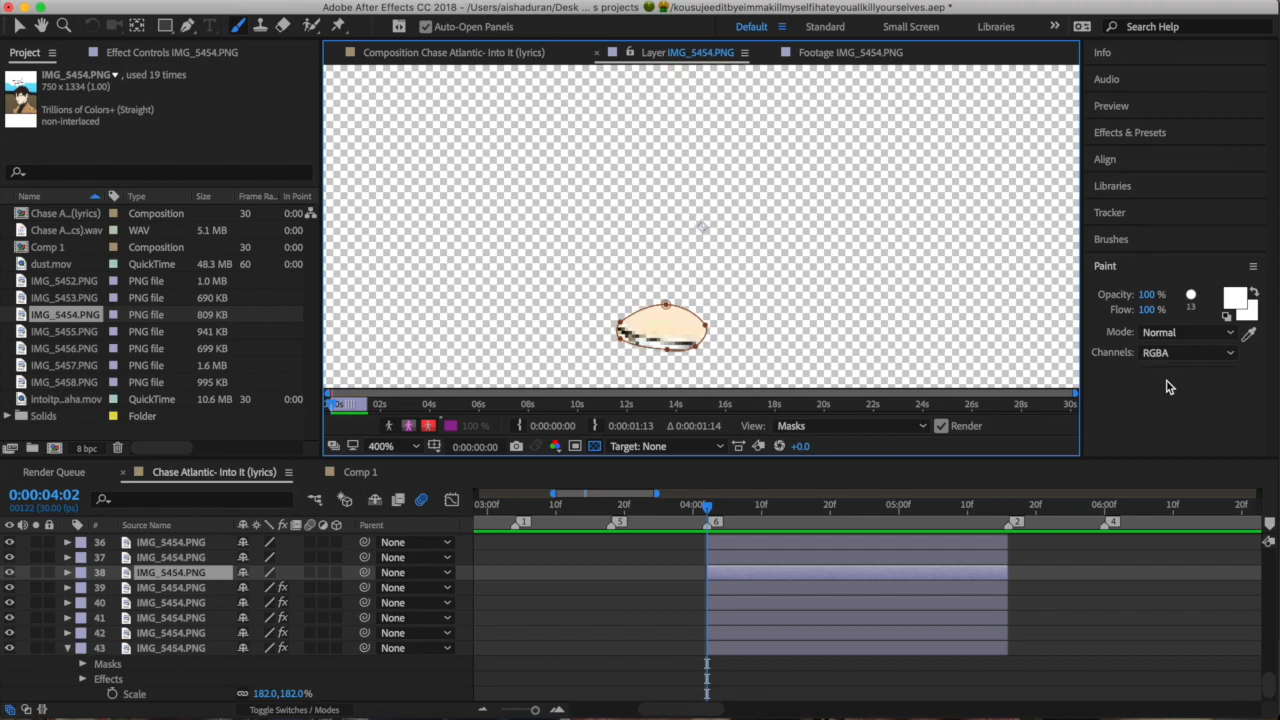 Adobe After Effects CC 2018 - /Users/aishaduran/Desk ... s projects /kousujeeditbyeimmakillmyselfihateyouallkillyourselves.aep *
T
Auto-Open Panels
Default
Standard
Small Screen
Libraries
Search Help
Project
Effect Controls IMG_5454.PNG
Composition Chase Atlantic- Into It (lyrics)
Layer IMG_5454.PNG
Footage IMG_5454.PNG
IMG_5454.PNG , used 19 times
750 x 1334 (1.00)
Trillions of Colors+ (Straight)
non-interlaced
Name Type Size Frame Ra... In Point
Chase A...(lyrics) Composition 30 0:00
Chase A...cs).wav WAV 5.1 MB 0:00
Comp 1 Composition 30 0:00
dust.mov QuickTime 48.3 MB 60 0:00
IMG_5452.PNG PNG file 1.0 MB
IMG_5453.PNG PNG file 690 KB
IMG_5454.PNG PNG file 809 KB
IMG_5455.PNG PNG file 941 KB
IMG_5456.PNG PNG file 699 KB
IMG_5457.PNG PNG file 1.6 MB
IMG_5458.PNG PNG file 995 KB
intoitp...aha.mov QuickTime 10.6 MB 30 0:00
Solids Folder
8 bpc
0s 02s 04s 06s 08s 10s 12s 14s 16s 18s 20s 22s 24s 26s 28s 30s
100 % 0:00:00:00 0:00:01:13 Δ 0:00:01:14 View: Masks Render
400% 0:00:00:00 Target: None +0.0
Info
Audio
Preview
Effects & Presets
Align
Libraries
Tracker
Brushes
Paint
Opacity: 100 %
Flow: 100 %
13
Mode: Normal
Channels: RGBA
Render Queue
Chase Atlantic- Into It (lyrics)
Comp 1
0:00:04:02
00122 (30.00 fps)
03:00f 10f 20f 04:00f 10f 20f 05:00f 10f 20f 06:00f 10f 20f
1 5 6 2 4
# Source Name fx Parent
36 IMG_5454.PNG None
37 IMG_5454.PNG None
38 IMG_5454.PNG None
39 IMG_5454.PNG fx None
40 IMG_5454.PNG fx None
41 IMG_5454.PNG fx None
42 IMG_5454.PNG fx None
43 IMG_5454.PNG fx None
Masks
Effects
Scale 182.0,182.0%
Toggle Switches / Modes